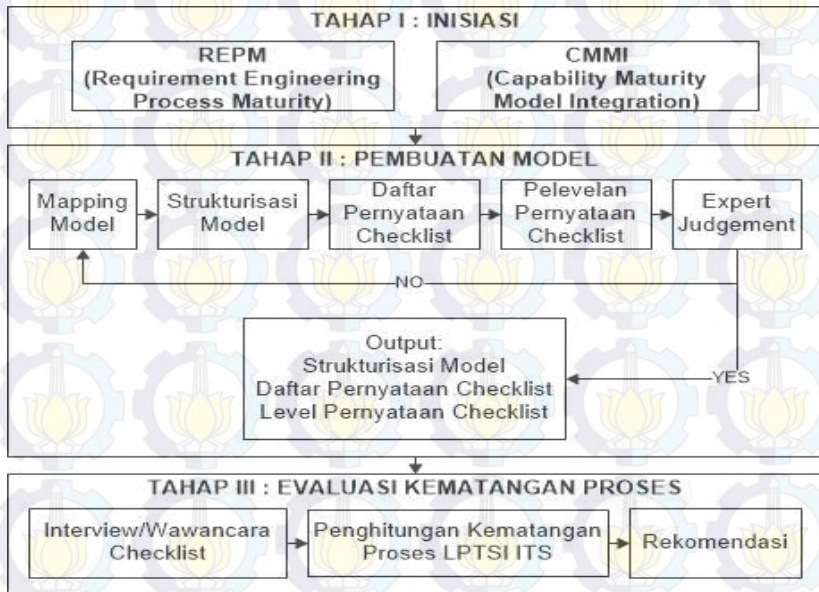 TAHAP I : INISIASI
REPM
(Requirement Engineering
Process Maturity)
CMMI
(Capability Maturity
Model Integration)
TAHAP II : PEMBUATAN MODEL
Mapping
Model
Strukturisasi
Model
Daftar
Pernyataan
Checklist
Pelevelan
Pernyataan
Checklist
Expert
Judgement
NO
YES
Output:
Strukturisasi Model
Daftar Pernyataan Checklist
Level Pernyataan Checklist
TAHAP III : EVALUASI KEMATANGAN PROSES
Interview/Wawancara
Checklist
Penghitungan Kematangan
Proses LPTSI ITS
Rekomendasi